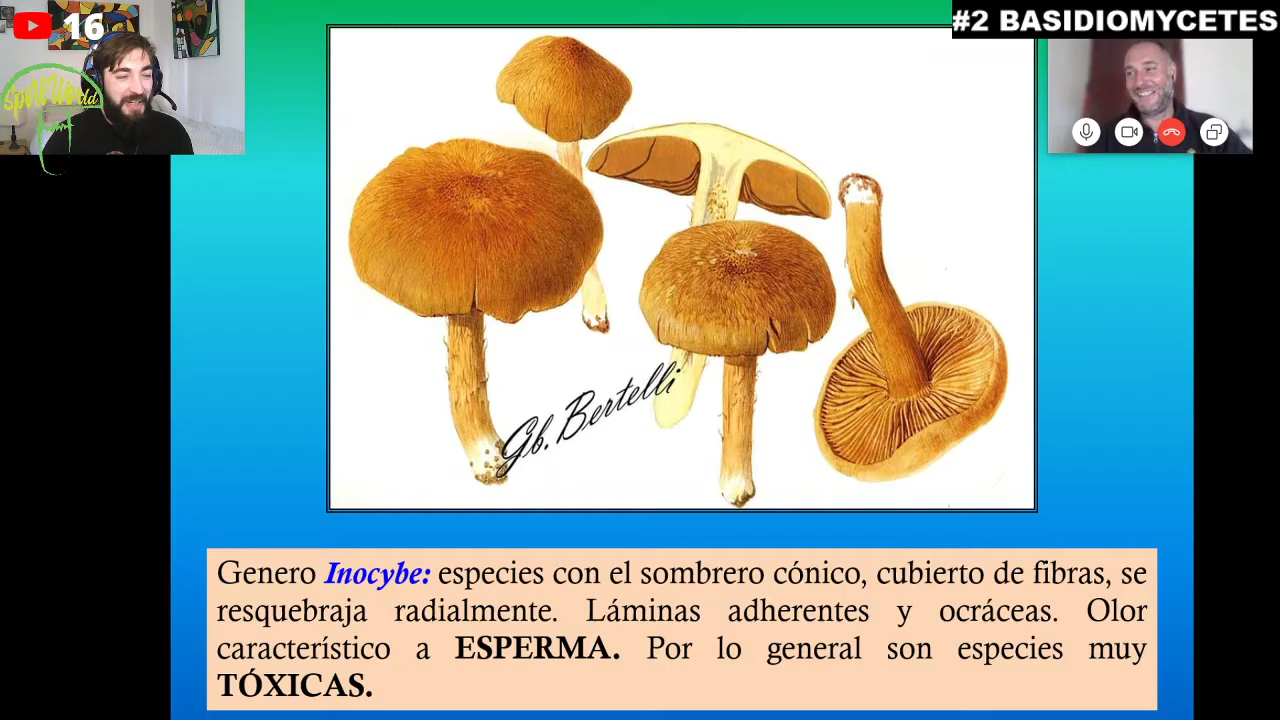 16
#2 BASIDIOMYCETES
SporWorld
Gb. Bertelli
Genero Inocybe: especies con el sombrero cónico, cubierto de fibras, se
resquebraja radialmente. Láminas adherentes y ocráceas. Olor
característico a ESPERMA. Por lo general son especies muy
TÓXICAS.